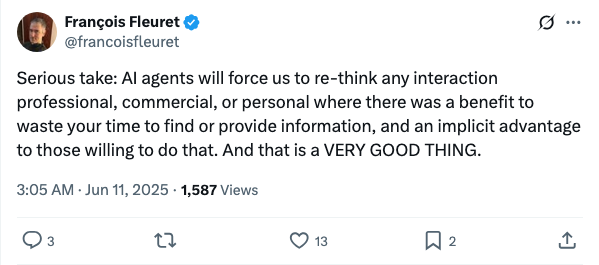 François Fleuret
@francoisfleuret
Serious take: AI agents will force us to re-think any interaction
professional, commercial, or personal where there was a benefit to
waste your time to find or provide information, and an implicit advantage
to those willing to do that. And that is a VERY GOOD THING.
3:05 AM · Jun 11, 2025 · 1,587 Views
3 13 2